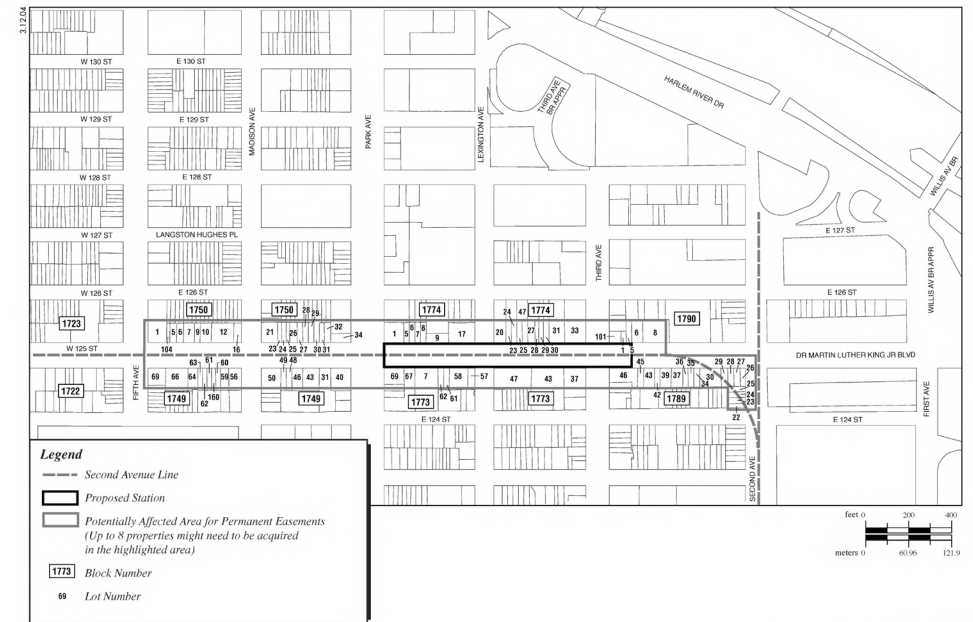 3.12.04
W 130 ST
E 130 ST
W 129 ST
E 129 ST
W 128 ST
E 128 ST
W 127 ST
LANGSTON HUGHES PL
E 127 ST
W 126 ST
E 126 ST
E 126 ST
MADISON AVE
PARK AVE
LEXINGTON AVE
THIRD AVE
BR APPR
HARLEM RIVER DR
WILLIS AV BR
WILLIS AV BR APPR
THIRD AVE
1723
1750
1750
1774
1774
1790
28
29
24
47
1
5
6
7
9
10
12
21
26
32
34
1
5
6
7
8
9
17
20
27
31
33
101
6
8
W 125 ST
104
16
23
24
25
27
30
31
23
25
28
29
30
1
5
DR MARTIN LUTHER KING JR BLVD
63
61
60
49
48
45
36
35
29
28
27
26
FIFTH AVE
69
66
64
59
56
50
46
43
31
40
69
67
7
58
57
47
43
37
46
43
39
37
30
34
25
24
23
22
62
160
62
61
42
1722
1749
1749
1773
1773
1789
E 124 ST
E 124 ST
SECOND AVE
FIRST AVE
Legend
Second Avenue Line
Proposed Station
Potentially Affected Area for Permanent Easements
(Up to 8 properties might need to be acquired
in the highlighted area)
1773 Block Number
69 Lot Number
feet 0 200 400
meters 0 60.96 121.9